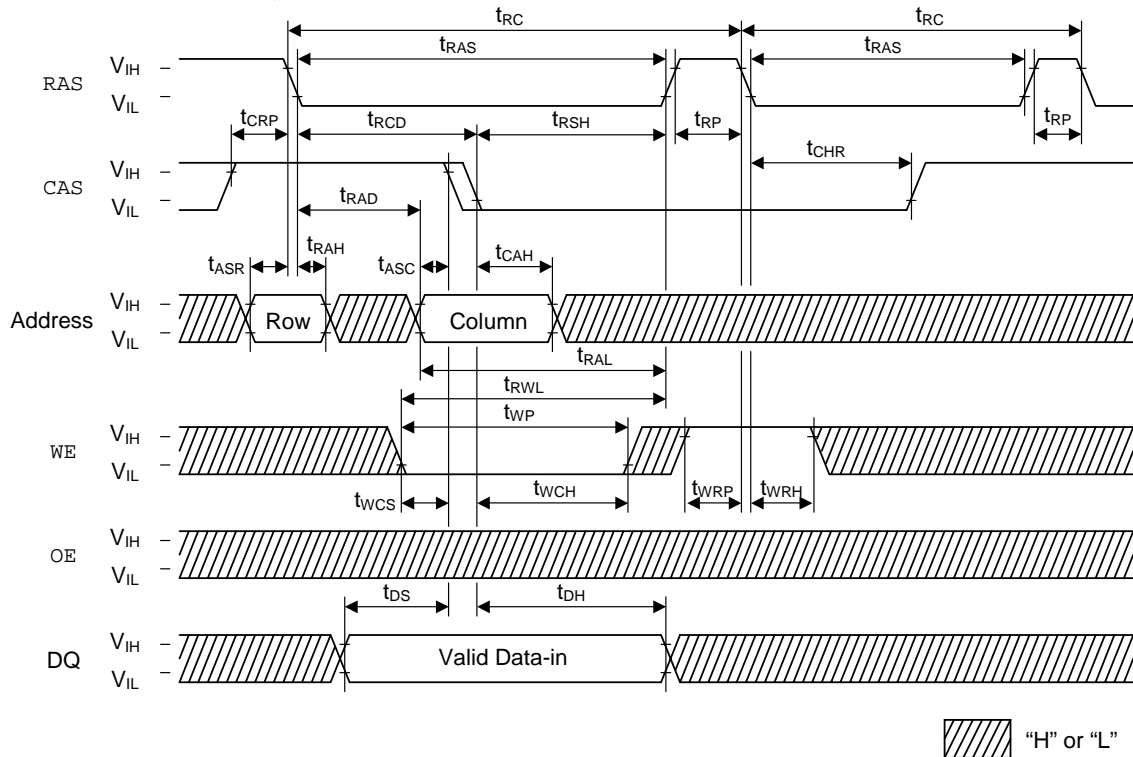 tRC tRC
tRAS tRAS
RAS VIH
VIL
tCRP tRCD tRSH tRP tRP
CAS VIH
VIL
tCHR
tRAD
tRAH
tASR tASC tCAH
Address VIH
VIL
Row Column
tRAL
tRWL
tWP
WE VIH
VIL
tWCS tWCH tWRP tWRH
OE VIH
VIL
tDS tDH
DQ VIH
VIL
Valid Data-in
“H” or “L”